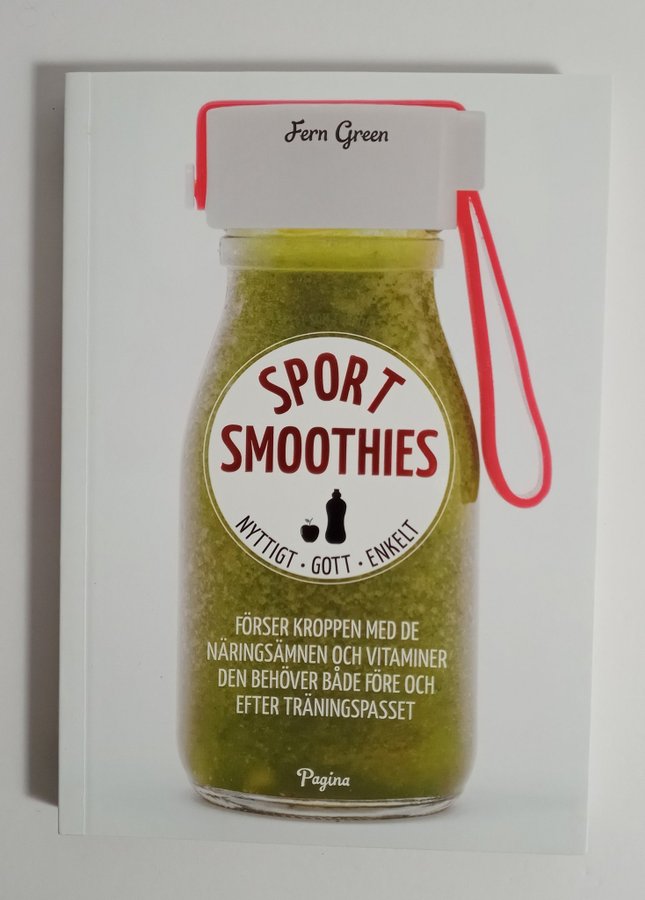 Fern Green
SPORT
SMOOTHIES
NYTTIGT • GOTT • ENKELT
FÖRSER KROPPEN MED DE
NÄRINGSÄMNEN OCH VITAMINER
DEN BEHÖVER BÅDE FÖRE OCH
EFTER TRÄNINGSPASSET
Pagina